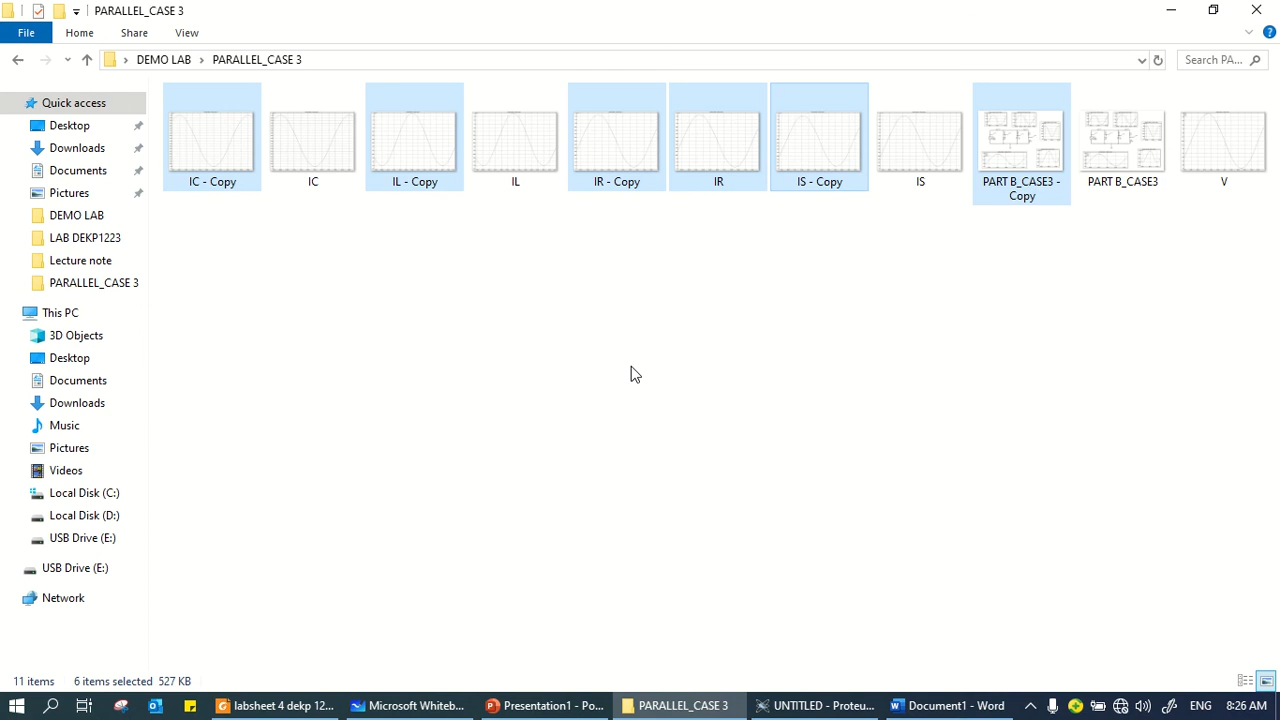 PARALLEL_CASE 3
File Home Share View
DEMO LAB PARALLEL_CASE 3
Search PA...
Quick access
Desktop
Downloads
Documents
Pictures
DEMO LAB
LAB DEKP1223
Lecture note
PARALLEL_CASE 3
This PC
3D Objects
Desktop
Documents
Downloads
Music
Pictures
Videos
Local Disk (C:)
Local Disk (D:)
USB Drive (E:)
USB Drive (E:)
Network
IC - Copy IC IL - Copy IL IR - Copy IR IS - Copy IS PART B_CASE3 - PART B_CASE3 V
Copy
11 items 6 items selected 527 KB
labsheet 4 dekp 12... Microsoft Whiteb... Presentation1 - Po... PARALLEL_CASE 3 UNTITLED - Proteu... Document1 - Word ENG 8:26 AM